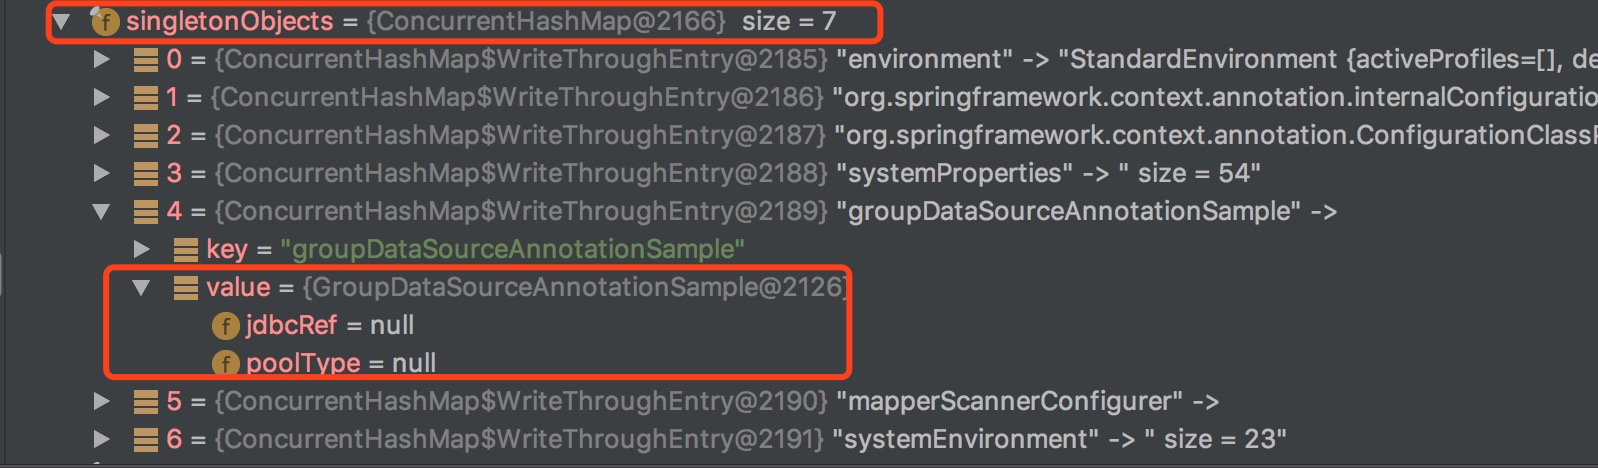 f singletonObjects = {ConcurrentHashMap@2166} size = 7
0 = {ConcurrentHashMap$WriteThroughEntry@2185} "environment" -> "StandardEnvironment {activeProfiles=[], de
1 = {ConcurrentHashMap$WriteThroughEntry@2186} "org.springframework.context.annotation.internalConfiguratio
2 = {ConcurrentHashMap$WriteThroughEntry@2187} "org.springframework.context.annotation.ConfigurationClassP
3 = {ConcurrentHashMap$WriteThroughEntry@2188} "systemProperties" -> " size = 54"
4 = {ConcurrentHashMap$WriteThroughEntry@2189} "groupDataSourceAnnotationSample" ->
key = "groupDataSourceAnnotationSample"
value = {GroupDataSourceAnnotationSample@2126}
f jdbcRef = null
f poolType = null
5 = {ConcurrentHashMap$WriteThroughEntry@2190} "mapperScannerConfigurer" ->
6 = {ConcurrentHashMap$WriteThroughEntry@2191} "systemEnvironment" -> " size = 23"